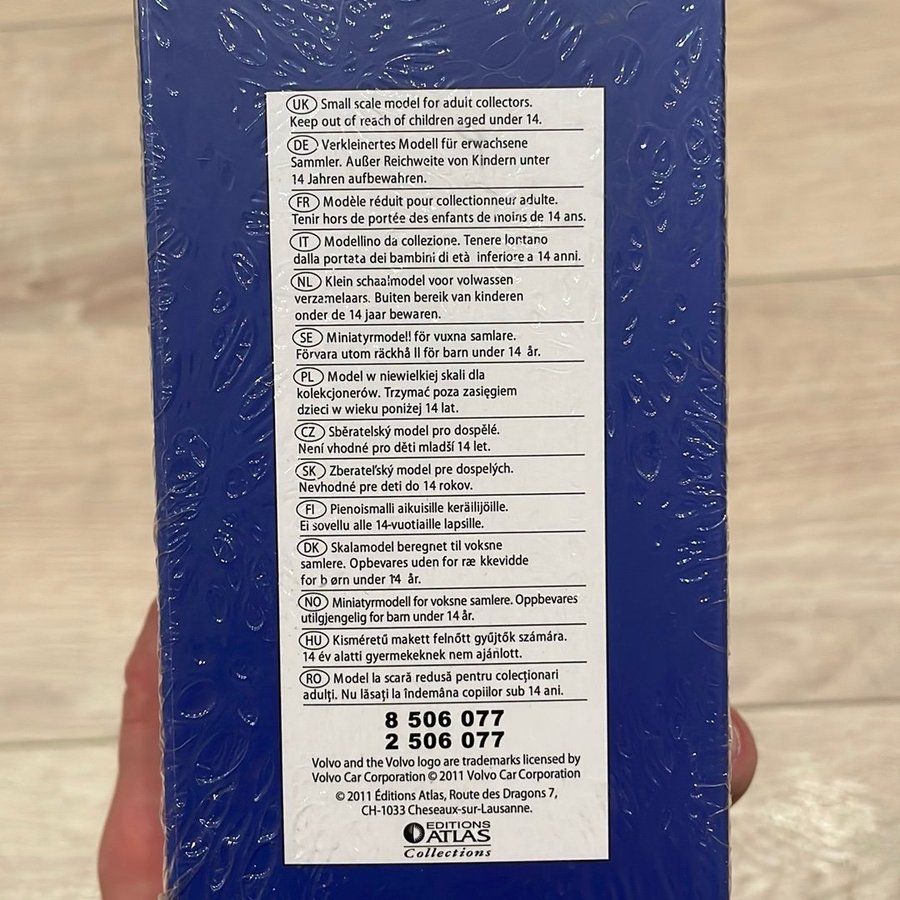 UK Small scale model for adult collectors.
Keep out of reach of children aged under 14.
DE Verkleinertes Modell für erwachsene
Sammler. Außer Reichweite von Kindern unter
14 Jahren aufbewahren.
FR Modèle réduit pour collectionneur adulte.
Tenir hors de portée des enfants de moins de 14 ans.
IT Modellino da collezione. Tenere lontano
dalla portata dei bambini di età inferiore a 14 anni.
NL Klein schaalmodel voor volwassen
verzamelaars. Buiten bereik van kinderen
onder de 14 jaar bewaren.
SE Miniatyrmodell för vuxna samlare.
Förvara utom räckhå ll för barn under 14 år.
PL Model w niewielkiej skali dla
kolekcjonerów. Trzymać poza zasięgiem
dzieci w wieku poniżej 14 lat.
CZ Sběratelský model pro dospělé.
Není vhodné pro děti mladší 14 let.
SK Zberateľský model pre dospelých.
Nevhodné pre deti do 14 rokov.
FI Pienoismalli aikuisille keräilijöille.
Ei sovellu alle 14-vuotiaille lapsille.
DK Skalamodel beregnet til voksne
samlere. Opbevares uden for ræ kkevidde
for b ørn under 14 år.
NO Miniatyrmodell for voksne samlere. Oppbevares
utilgjengelig for barn under 14 år.
HU Kisméretű makett felnőtt gyűjtők számára.
14 év alatti gyermekeknek nem ajánlott.
RO Model la scară redusă pentru colecționari
adulți. Nu lăsați la îndemâna copiilor sub 14 ani.
8 506 077
2 506 077
Volvo and the Volvo logo are trademarks licensed by
Volvo Car Corporation © 2011 Volvo Car Corporation
© 2011 Éditions Atlas, Route des Dragons 7,
CH-1033 Cheseaux-sur-Lausanne.
EDITIONS
ATLAS
Collections